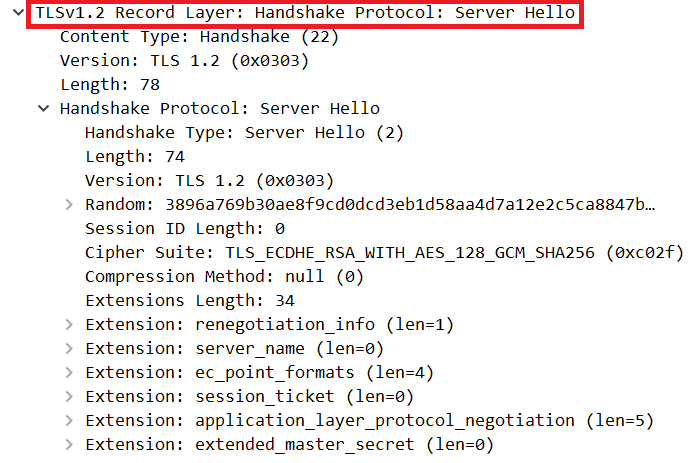 TLSv1.2 Record Layer: Handshake Protocol: Server Hello
Content Type: Handshake (22)
Version: TLS 1.2 (0x0303)
Length: 78
Handshake Protocol: Server Hello
Handshake Type: Server Hello (2)
Length: 74
Version: TLS 1.2 (0x0303)
Random: 3896a769b30ae8f9cd0dcd3eb1d58aa4d7a12e2c5ca8847b…
Session ID Length: 0
Cipher Suite: TLS_ECDHE_RSA_WITH_AES_128_GCM_SHA256 (0xc02f)
Compression Method: null (0)
Extensions Length: 34
Extension: renegotiation_info (len=1)
Extension: server_name (len=0)
Extension: ec_point_formats (len=4)
Extension: session_ticket (len=0)
Extension: application_layer_protocol_negotiation (len=5)
Extension: extended_master_secret (len=0)